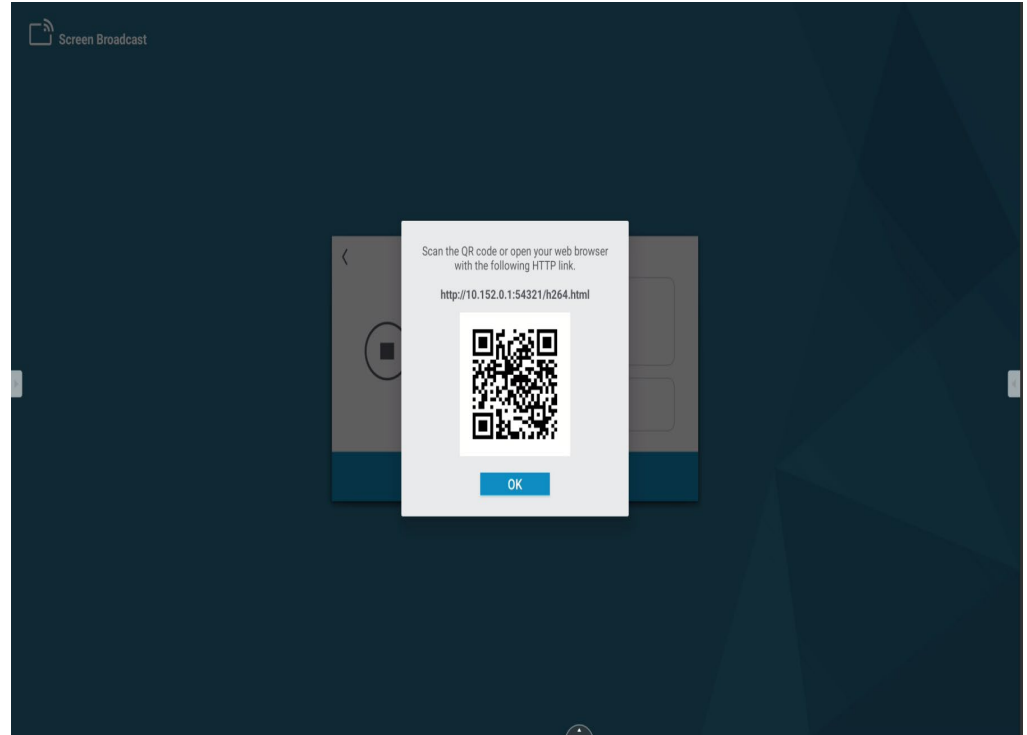 Screen Broadcast
Scan the QR code or open your web browser
with the following HTTP link.
http://10.152.0.1:54321/h264.html
OK